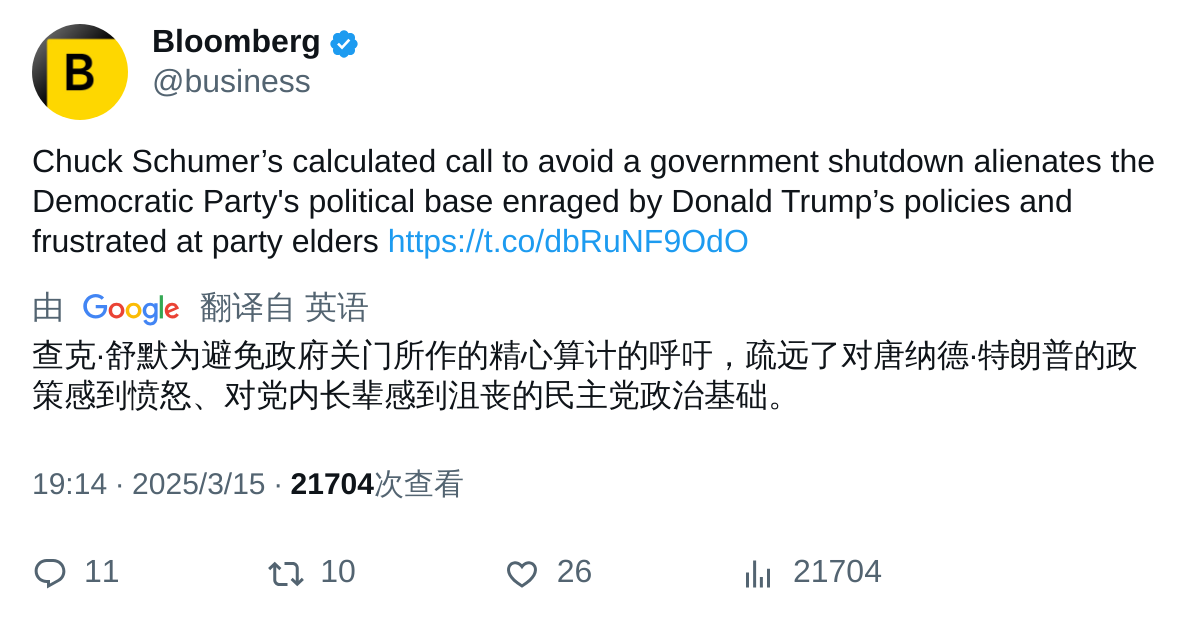 B
Bloomberg
@business
Chuck Schumer’s calculated call to avoid a government shutdown alienates the
Democratic Party's political base enraged by Donald Trump’s policies and
frustrated at party elders https://t.co/dbRuNF9OdO
由 Google 翻译自 英语
查克·舒默为避免政府关门所作的精心算计的呼吁，疏远了对唐纳德·特朗普的政
策感到愤怒、对党内长辈感到沮丧的民主党政治基础。
19:14 · 2025/3/15 · 21704次查看
11 10 26 21704